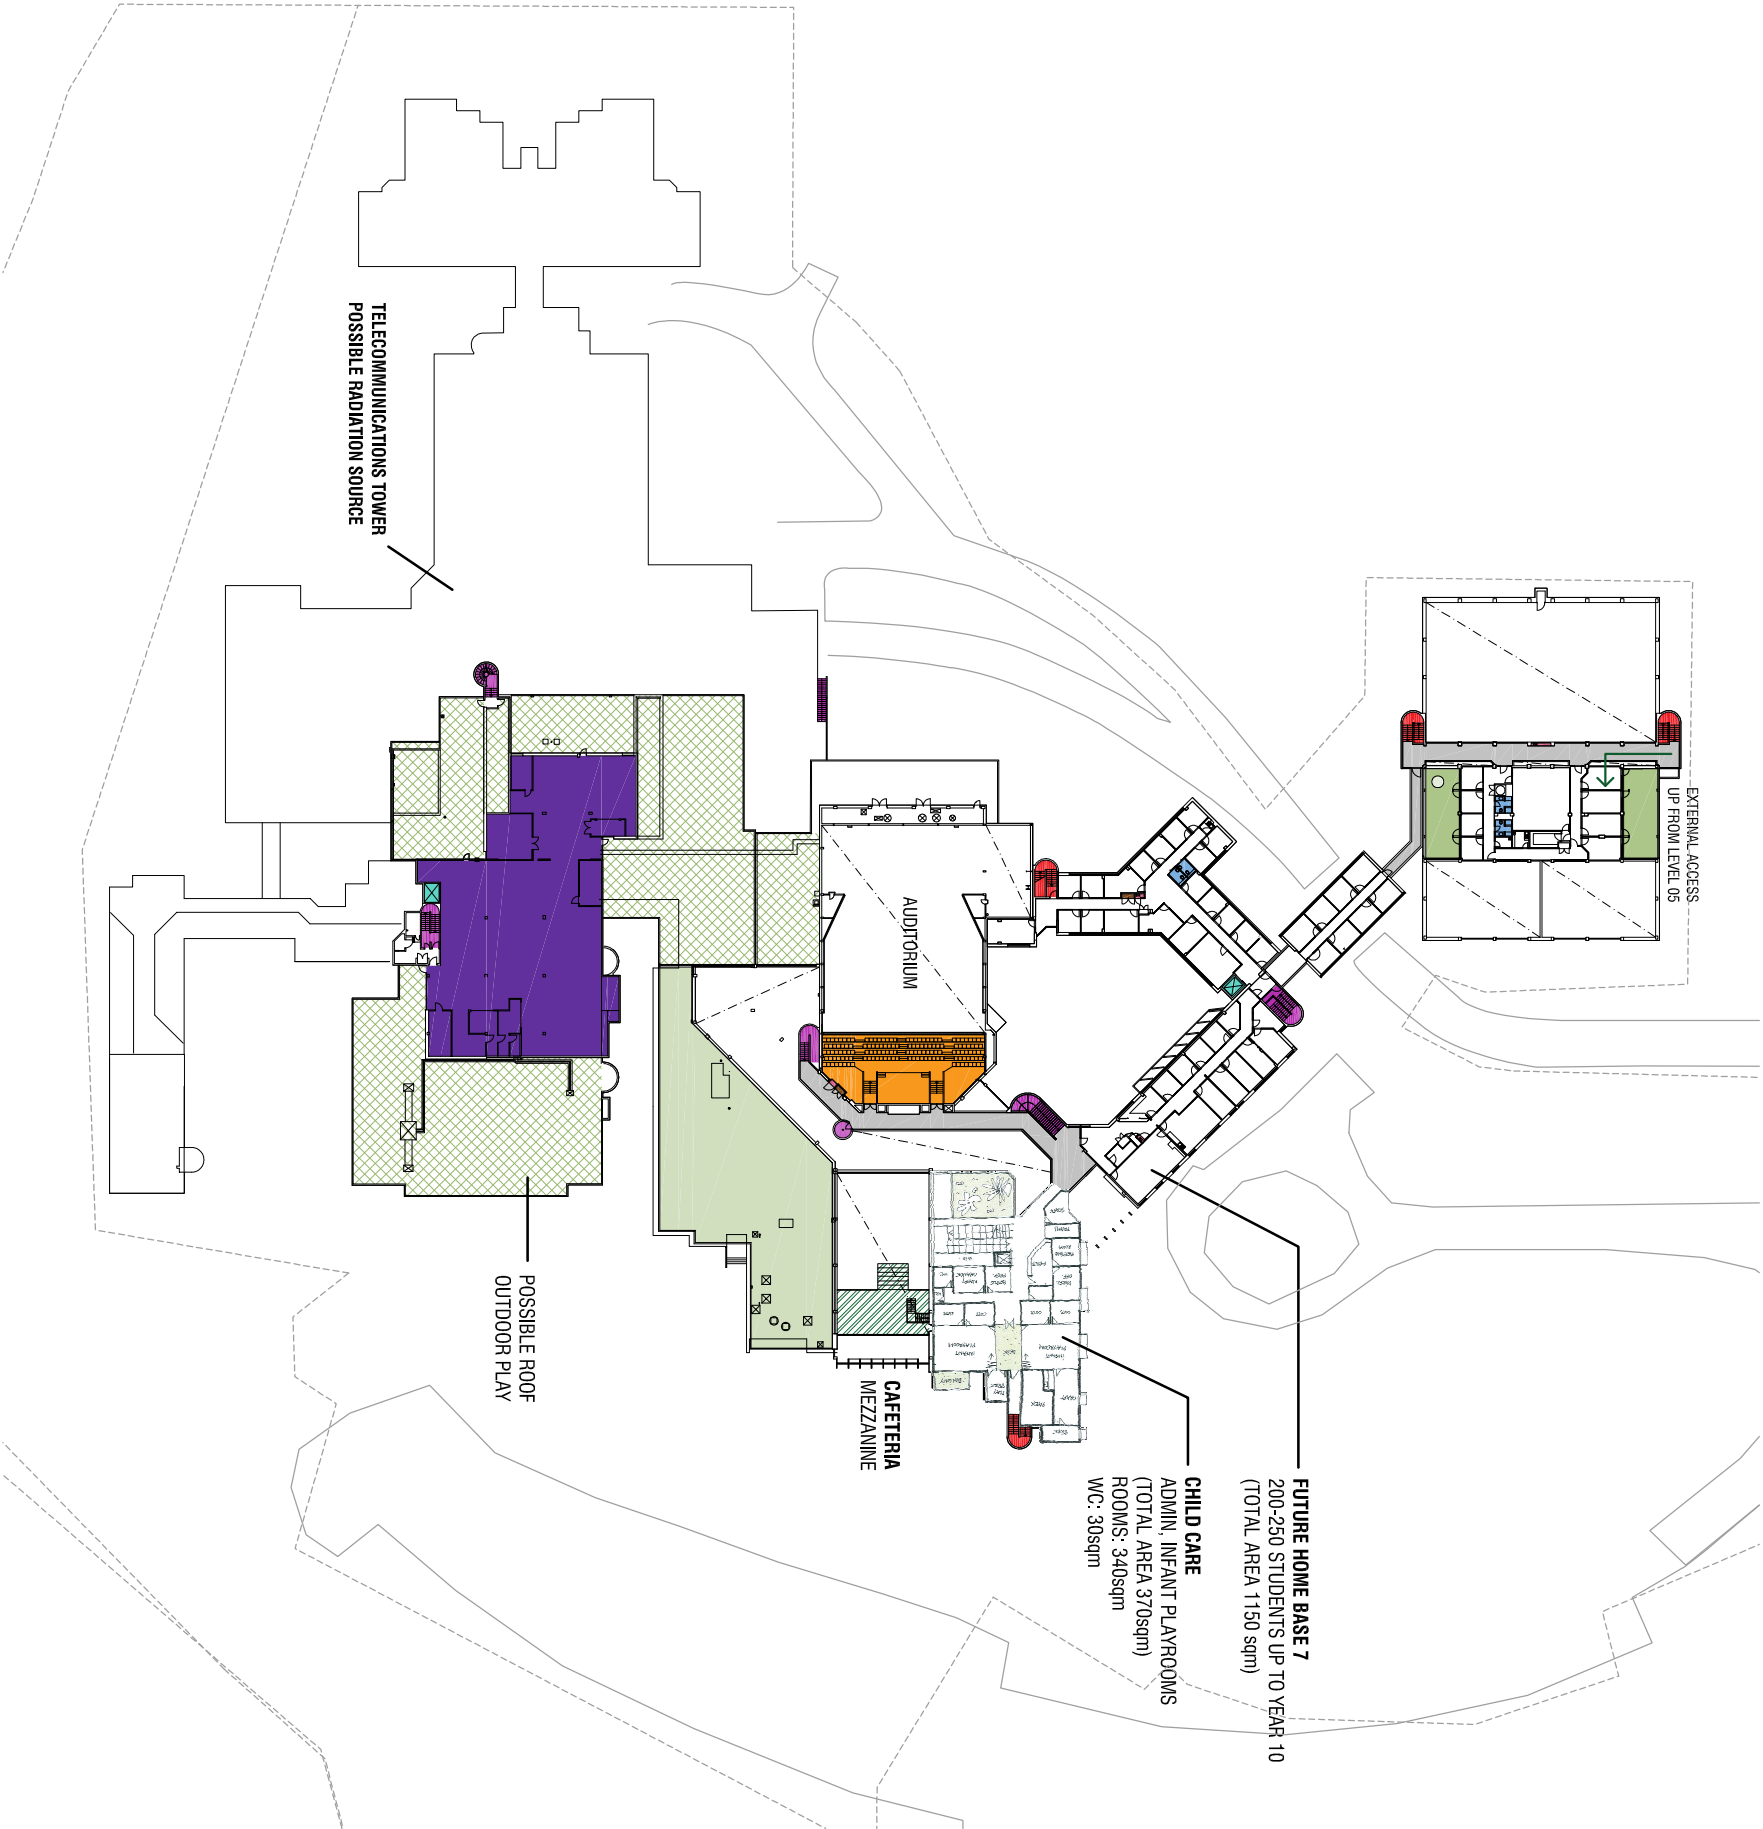 TELECOMMUNICATIONS TOWER
POSSIBLE RADIATION SOURCE
EXTERNAL ACCESS
UP FROM LEVEL 05
AUDITORIUM
POSSIBLE ROOF
OUTDOOR PLAY
CAFETERIA
MEZZANINE
CHILD CARE
ADMIN, INFANT PLAYROOMS
(TOTAL AREA 370sqm)
ROOMS: 340sqm
WC: 30sqm
FUTURE HOME BASE 7
200-250 STUDENTS UP TO YEAR 10
(TOTAL AREA 1150 sqm)